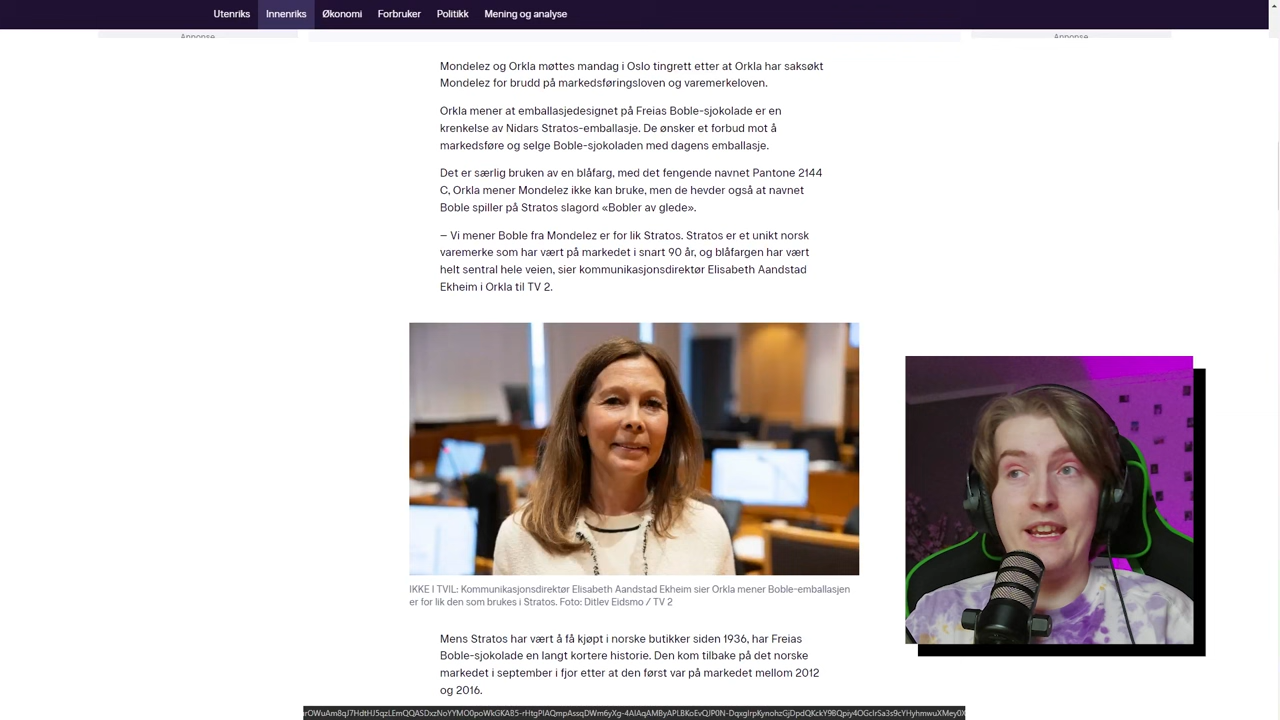 Utenriks Innenriks Økonomi Forbruker Politikk Mening og analyse
Annonse Annonse
Mondelez og Orkla møttes mandag i Oslo tingrett etter at Orkla har saksøkt
Mondelez for brudd på markedsføringsloven og varemerkeloven.
Orkla mener at emballasjedesignet på Freias Boble-sjokolade er en
krenkelse av Nidars Stratos-emballasje. De ønsker et forbud mot å
markedsføre og selge Boble-sjokoladen med dagens emballasje.
Det er særlig bruken av en blåfarg, med det fengende navnet Pantone 2144
C, Orkla mener Mondelez ikke kan bruke, men de hevder også at navnet
Boble spiller på Stratos slagord «Bobler av glede».
– Vi mener Boble fra Mondelez er for lik Stratos. Stratos er et unikt norsk
varemerke som har vært på markedet i snart 90 år, og blåfargen har vært
helt sentral hele veien, sier kommunikasjonsdirektør Elisabeth Aandstad
Ekheim i Orkla til TV 2.
IKKE I TVIL: Kommunikasjonsdirektør Elisabeth Aandstad Ekheim sier Orkla mener Boble-emballasjen
er for lik den som brukes i Stratos. Foto: Ditlev Eidsmo / TV 2
Mens Stratos har vært å få kjøpt i norske butikker siden 1936, har Freias
Boble-sjokolade en langt kortere historie. Den kom tilbake på det norske
markedet i september i fjor etter at den først var på markedet mellom 2012
og 2016.